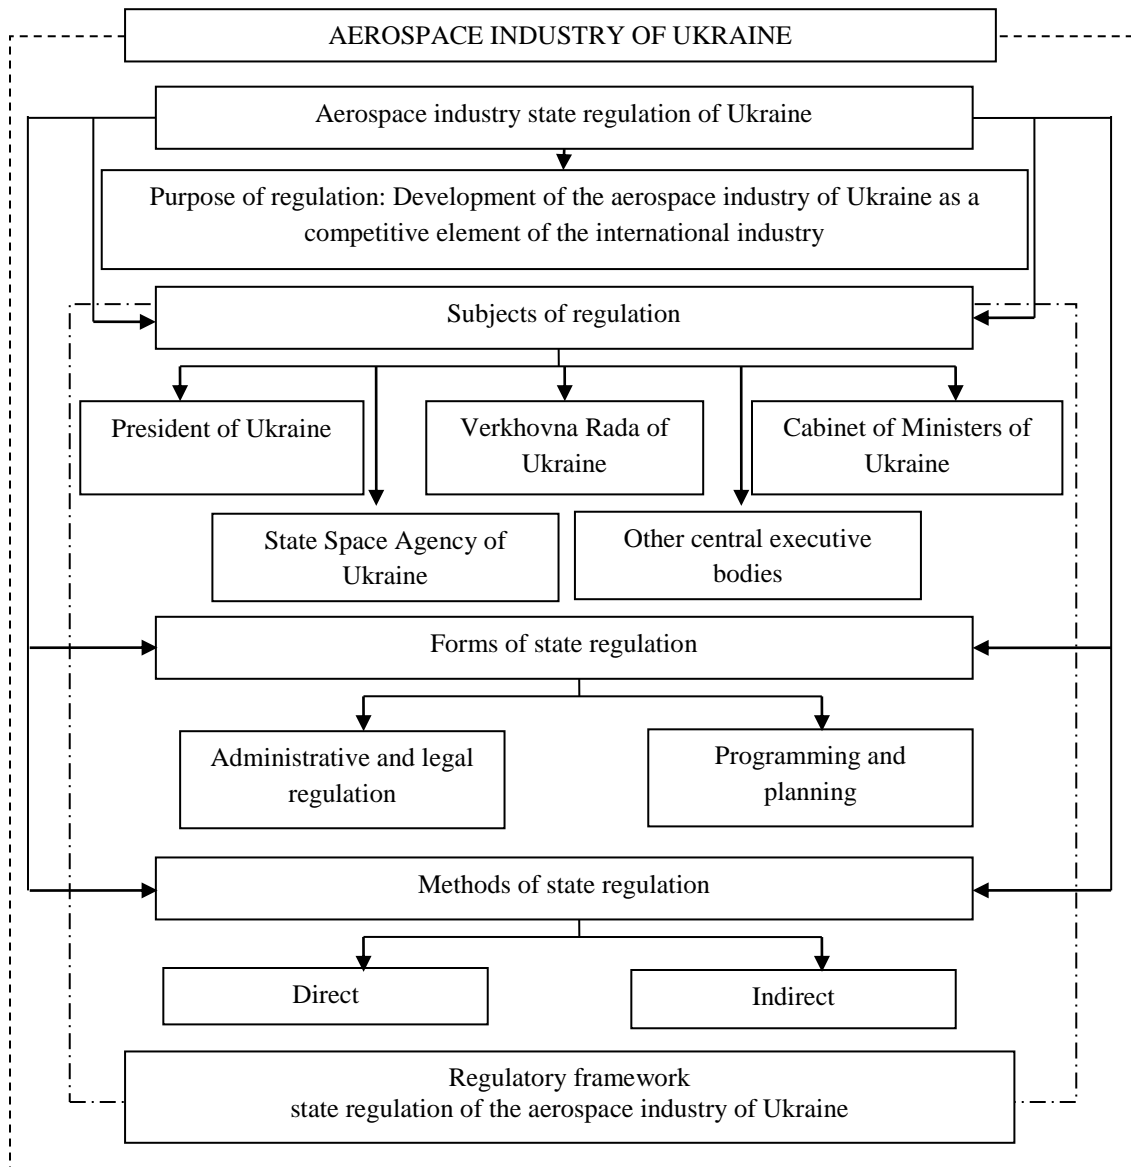 AEROSPACE INDUSTRY OF UKRAINE
Aerospace industry state regulation of Ukraine
Purpose of regulation: Development of the aerospace industry of Ukraine as a
competitive element of the international industry
Subjects of regulation
President of Ukraine
Verkhovna Rada of
Ukraine
Cabinet of Ministers of
Ukraine
State Space Agency of
Ukraine
Other central executive
bodies
Forms of state regulation
Administrative and legal
regulation
Programming and
planning
Methods of state regulation
Direct
Indirect
Regulatory framework
state regulation of the aerospace industry of Ukraine